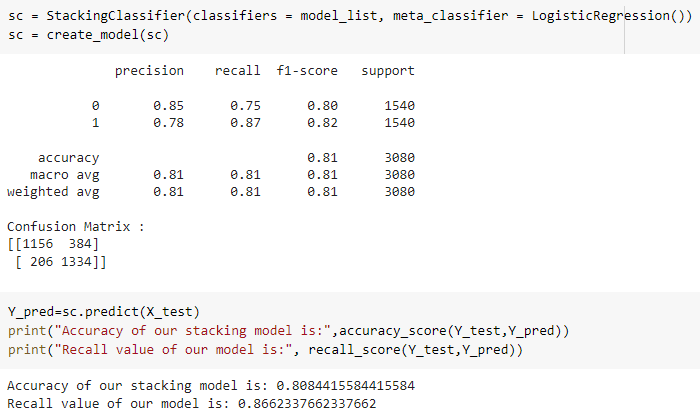 sc = StackingClassifier(classifiers = model_list, meta_classifier = LogisticRegression())
sc = create_model(sc)
precision recall f1-score support
0 0.85 0.75 0.80 1540
1 0.78 0.87 0.82 1540
accuracy 0.81 3080
macro avg 0.81 0.81 0.81 3080
weighted avg 0.81 0.81 0.81 3080
Confusion Matrix :
[[1156 384]
[ 206 1334]]
Y_pred=sc.predict(X_test)
print("Accuracy of our stacking model is:",accuracy_score(Y_test,Y_pred))
print("Recall value of our model is:", recall_score(Y_test,Y_pred))
Accuracy of our stacking model is: 0.8084415584415584
Recall value of our model is: 0.8662337662337662